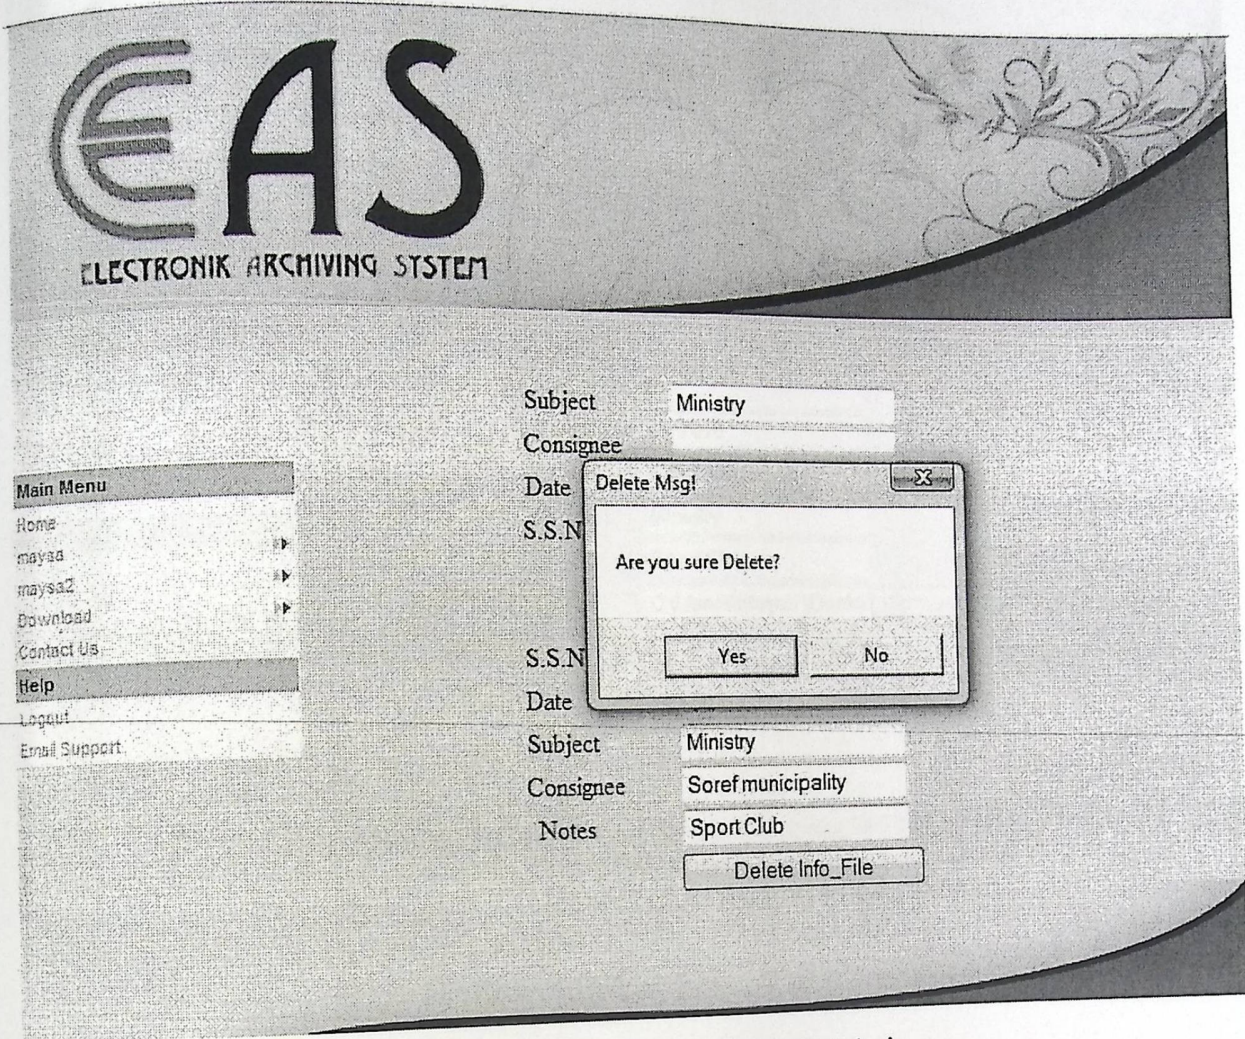 EAS
ELECTRONIK ARCHIVING SYSTEM
Subject Ministry
Consignee
Date
S.S.N
Main Menu
Home
maysa
maysa2
Download
Contact Us
Help
Logout
Email Support
Delete Msg!
Are you sure Delete?
Yes No
S.S.N
Date
Subject Ministry
Consignee Soref municipality
Notes Sport Club
Delete Info_File